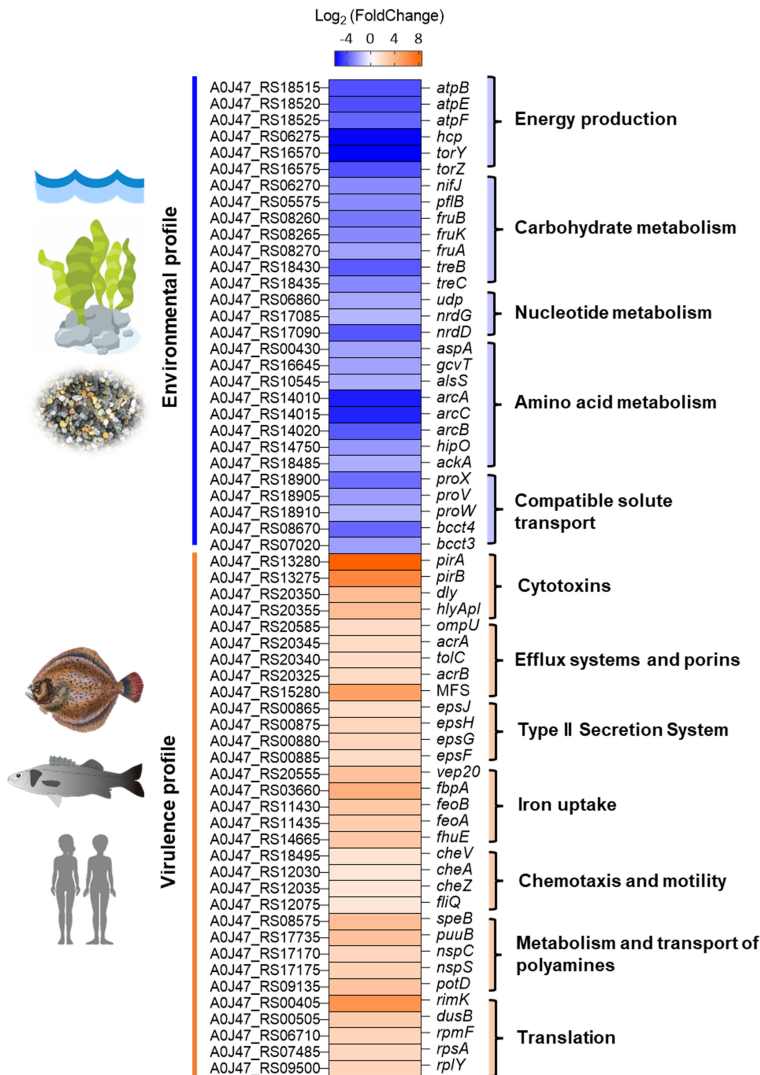 Log2 (FoldChange)
-4 0 4 8
A0J47_RS18515 atpB
A0J47_RS18520 atpE
A0J47_RS18525 atpF
A0J47_RS06275 hcp
A0J47_RS16570 torY
A0J47_RS16575 torZ
Energy production
A0J47_RS06270 nifJ
A0J47_RS05575 pflB
A0J47_RS08260 fruB
A0J47_RS08265 fruK
A0J47_RS08270 fruA
A0J47_RS18430 treB
A0J47_RS18435 treC
Carbohydrate metabolism
A0J47_RS06860 udp
A0J47_RS17085 nrdG
A0J47_RS17090 nrdD
Nucleotide metabolism
A0J47_RS00430 aspA
A0J47_RS16645 gcvT
A0J47_RS10545 alsS
A0J47_RS14010 arcA
A0J47_RS14015 arcC
A0J47_RS14020 arcB
A0J47_RS14750 hipO
A0J47_RS18485 ackA
Amino acid metabolism
A0J47_RS18900 proX
A0J47_RS18905 proV
A0J47_RS18910 proW
A0J47_RS08670 bcct4
A0J47_RS07020 bcct3
Compatible solute
transport
Environmental profile
A0J47_RS13280 pirA
A0J47_RS13275 pirB
A0J47_RS20350 dly
A0J47_RS20355 hlyApl
Cytotoxins
A0J47_RS20585 ompU
A0J47_RS20345 acrA
A0J47_RS20340 tolC
A0J47_RS20325 acrB
A0J47_RS15280 MFS
Efflux systems and porins
A0J47_RS00865 epsJ
A0J47_RS00875 epsH
A0J47_RS00880 epsG
A0J47_RS00885 epsF
Type II Secretion System
A0J47_RS20555 vep20
A0J47_RS03660 fbpA
A0J47_RS11430 feoB
A0J47_RS11435 feoA
A0J47_RS14665 fhuE
Iron uptake
A0J47_RS18495 cheV
A0J47_RS12030 cheA
A0J47_RS12035 cheZ
A0J47_RS12075 fliQ
Chemotaxis and motility
A0J47_RS08575 speB
A0J47_RS17735 puuB
A0J47_RS17170 nspC
A0J47_RS17175 nspS
A0J47_RS09135 potD
Metabolism and transport of
polyamines
A0J47_RS00405 rimK
A0J47_RS00505 dusB
A0J47_RS06710 rpmF
A0J47_RS07485 rpsA
A0J47_RS09500 rplY
Translation
Virulence profile